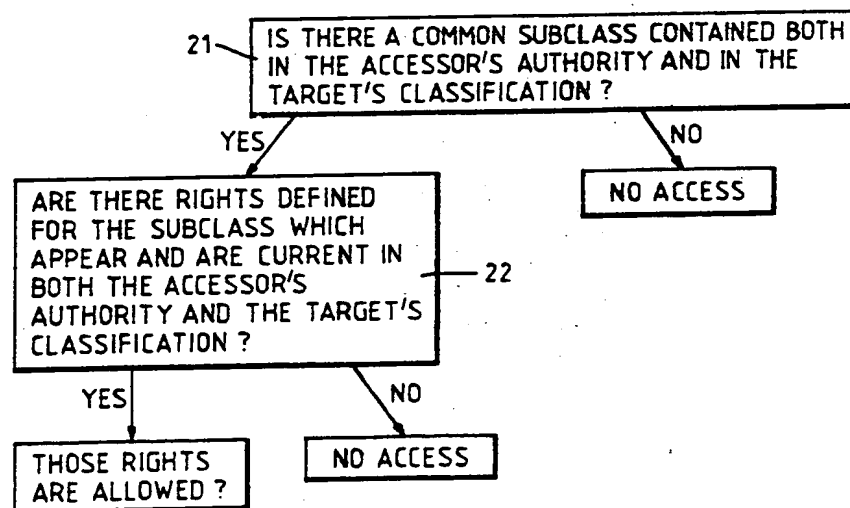 21
IS THERE A COMMON SUBCLASS CONTAINED BOTH
IN THE ACCESSOR'S AUTHORITY AND IN THE
TARGET'S CLASSIFICATION ?
YES
NO
NO ACCESS
ARE THERE RIGHTS DEFINED
FOR THE SUBCLASS WHICH
APPEAR AND ARE CURRENT IN
BOTH THE ACCESSOR'S
AUTHORITY AND THE TARGET'S
CLASSIFICATION ?
22
YES
NO
THOSE RIGHTS
ARE ALLOWED ?
NO ACCESS